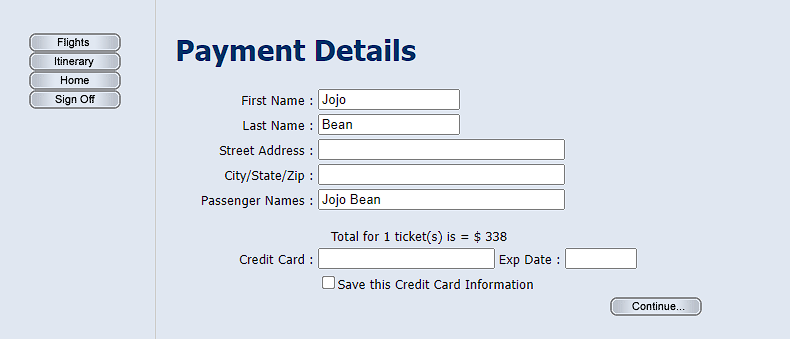 Flights
Itinerary
Home
Sign Off
Payment Details
First Name : Jojo
Last Name : Bean
Street Address :
City/State/Zip :
Passenger Names : Jojo Bean
Total for 1 ticket(s) is = $ 338
Credit Card : Exp Date :
Save this Credit Card Information
Continue...